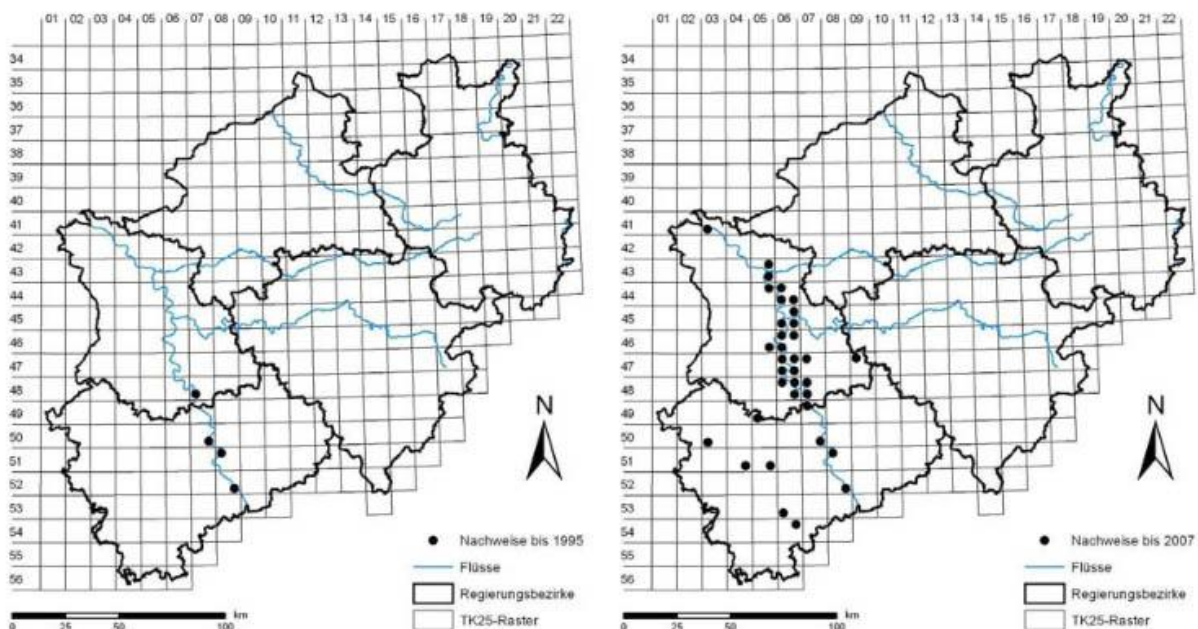 01 02 03 04 05 06 07 08 09 10 11 12 13 14 15 16 17 18 19 20 21 22
34
35
36
37
38
39
40
41
42
43
44
45
46
47
48
49
50
51
52
53
54
55
56
N
Nachweise bis 1995
Flüsse
Regierungsbezirke
TK25-Raster
km
0 25 50 100
01 02 03 04 05 06 07 08 09 10 11 12 13 14 15 16 17 18 19 20 21 22
34
35
36
37
38
39
40
41
42
43
44
45
46
47
48
49
50
51
52
53
54
55
56
N
Nachweise bis 2007
Flüsse
Regierungsbezirke
TK25-Raster
km
0 25 50 100